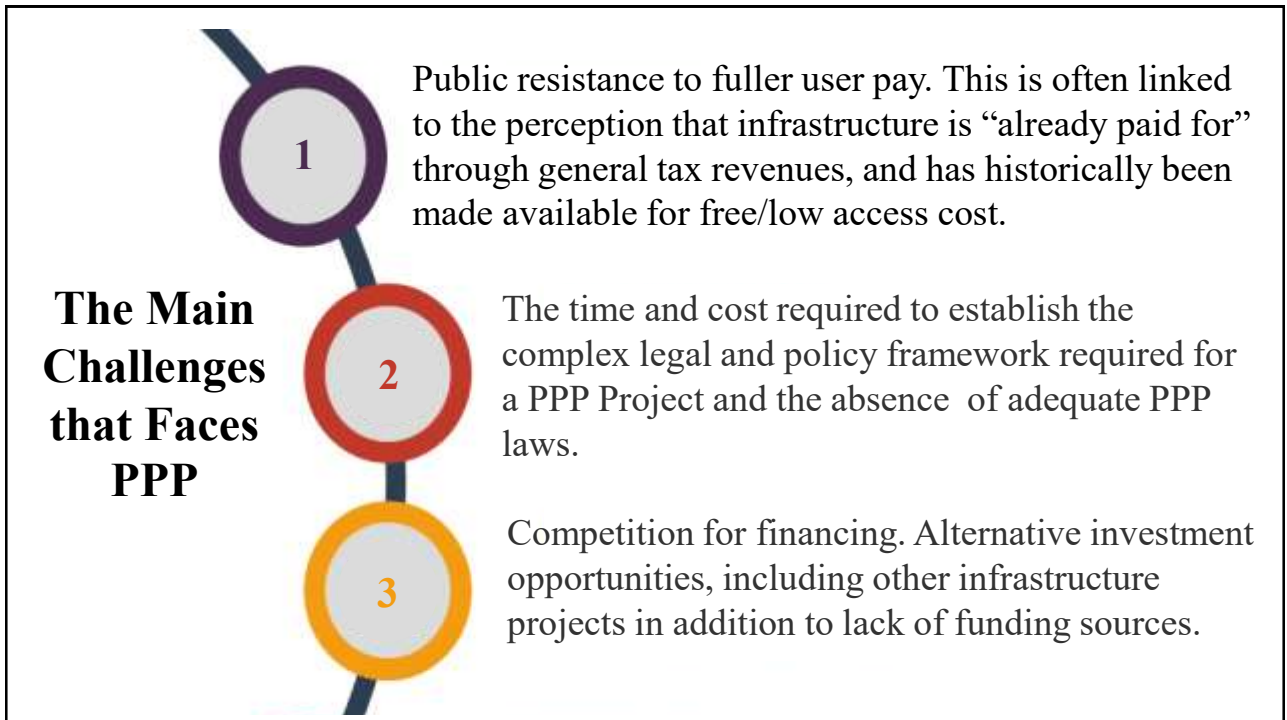 The Main
Challenges
that Faces
PPP
1
Public resistance to fuller user pay. This is often linked
to the perception that infrastructure is “already paid for”
through general tax revenues, and has historically been
made available for free/low access cost.
2
The time and cost required to establish the
complex legal and policy framework required for
a PPP Project and the absence  of adequate PPP
laws.
3
Competition for financing. Alternative investment
opportunities, including other infrastructure
projects in addition to lack of funding sources.